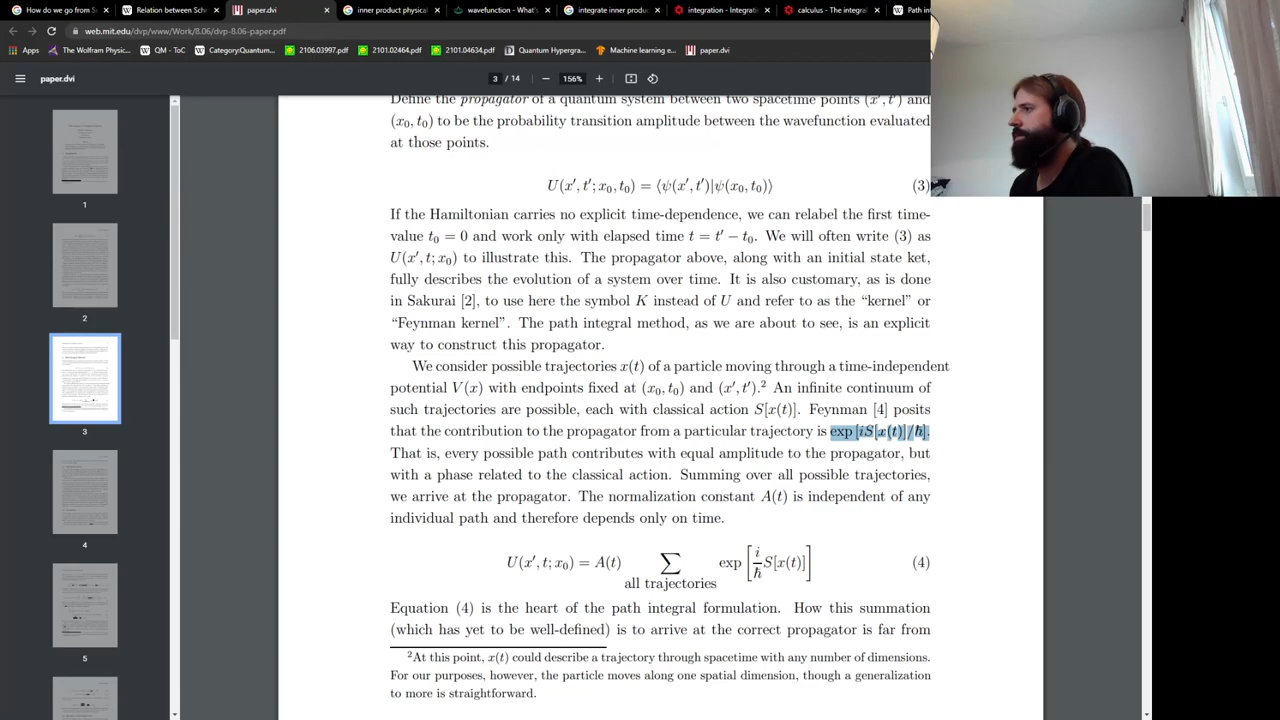 How do we go from S
Relation between Sche
paper.dvi
inner product physical
wavefunction - What's
integrate inner produc
integration - Integratio
calculus - The integral
Path int
web.mit.edu/dvp/www/Work/8.06/dvp-8.06-paper.pdf
Apps
The Wolfram Physic...
QM - ToC
Category:Quantum...
2106.03997.pdf
2101.02464.pdf
2101.04634.pdf
Quantum Hypergra...
Machine learning e...
paper.dvi
paper.dvi
3 / 14
156%
Define the propagator of a quantum system between two spacetime points (x′, t′) and
(x₀, t₀) to be the probability transition amplitude between the wavefunction evaluated
at those points.
U(x′, t′; x₀, t₀) = ⟨ψ(x′, t′)|ψ(x₀, t₀)⟩ (3)
If the Hamiltonian carries no explicit time-dependence, we can relabel the first time-
value t₀ = 0 and work only with elapsed time t = t′ − t₀. We will often write (3) as
U(x′, t; x₀) to illustrate this. The propagator above, along with an initial state ket,
fully describes the evolution of a system over time. It is also customary, as is done
in Sakurai [2], to use here the symbol K instead of U and refer to as the “kernel” or
“Feynman kernel”. The path integral method, as we are about to see, is an explicit
way to construct this propagator.
We consider possible trajectories x(t) of a particle moving through a time-independent
potential V(x) with endpoints fixed at (x₀, t₀) and (x′, t′).² An infinite continuum of
such trajectories are possible, each with classical action S[x(t)]. Feynman [4] posits
that the contribution to the propagator from a particular trajectory is exp [iS[x(t)]/ℏ].
That is, every possible path contributes with equal amplitude to the propagator, but
with a phase related to the classical action. Summing over all possible trajectories,
we arrive at the propagator. The normalization constant A(t) is independent of any
individual path and therefore depends only on time.
U(x′, t; x₀) = A(t) ∑ exp [i/ℏ S[x(t)]] (4)
all trajectories
Equation (4) is the heart of the path integral formulation. How this summation
(which has yet to be well-defined) is to arrive at the correct propagator is far from
²At this point, x(t) could describe a trajectory through spacetime with any number of dimensions.
For our purposes, however, the particle moves along one spatial dimension, though a generalization
to more is straightforward.
1
2
3
4
5